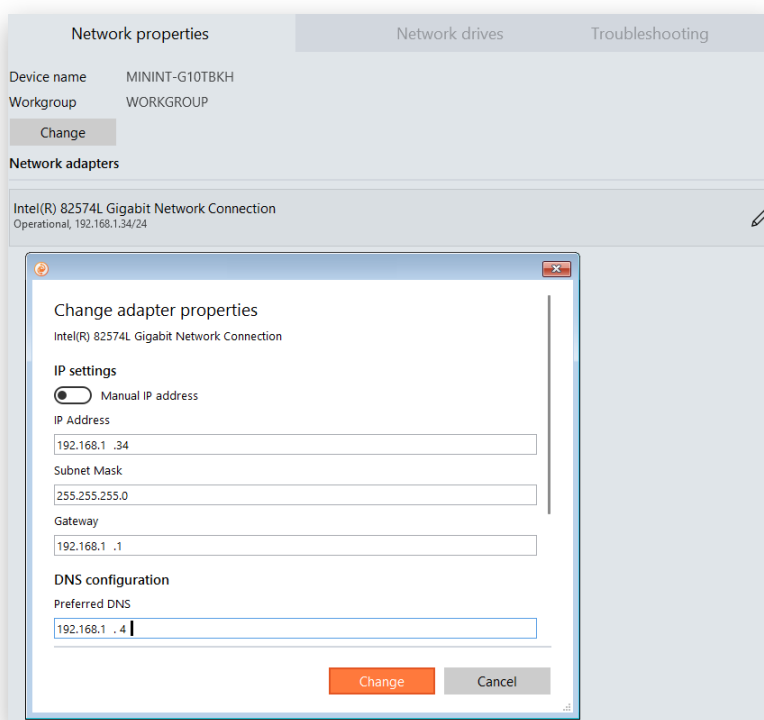 Network properties Network drives Troubleshooting
Device name MININT-G10TBKH
Workgroup WORKGROUP
Change
Network adapters
Intel(R) 82574L Gigabit Network Connection
Operational, 192.168.1.34/24
Change adapter properties
Intel(R) 82574L Gigabit Network Connection
IP settings
Manual IP address
IP Address
192.168.1 .34
Subnet Mask
255.255.255.0
Gateway
192.168.1 .1
DNS configuration
Preferred DNS
192.168.1 . 4
Change Cancel